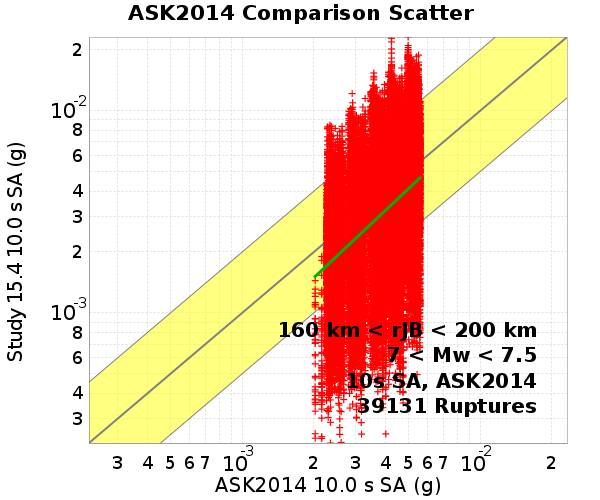 ASK2014 Comparison Scatter
Study 15.4 10.0 s SA (g)
2
10-2
8
6
4
3
2
10-3
8
6
4
3
160 km < rJB < 200 km
7 < Mw < 7.5
10s SA, ASK2014
39131 Ruptures
3 4 5 6 7 10-3 2 3 4 5 6 7 10-2 2
ASK2014 10.0 s SA (g)